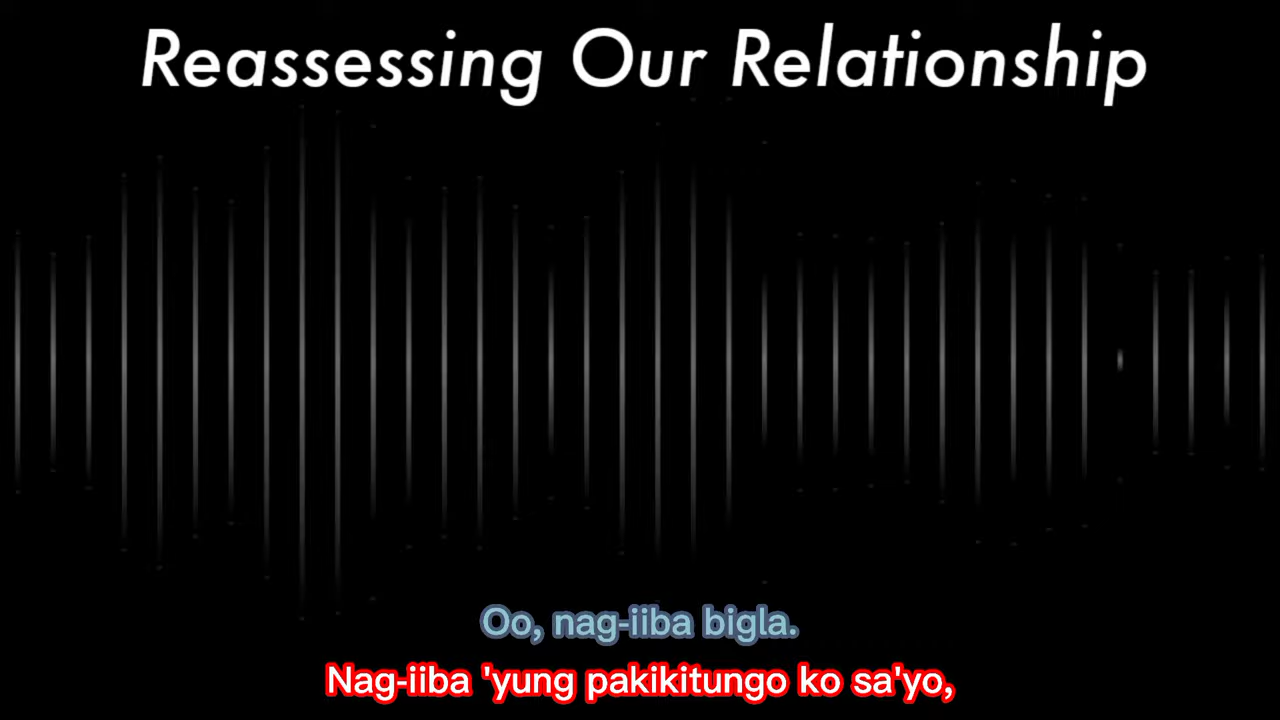 Reassessing Our Relationship
Oo, nag-iiba bigla.
Nag-iiba 'yung pakikitungo ko sa'yo,